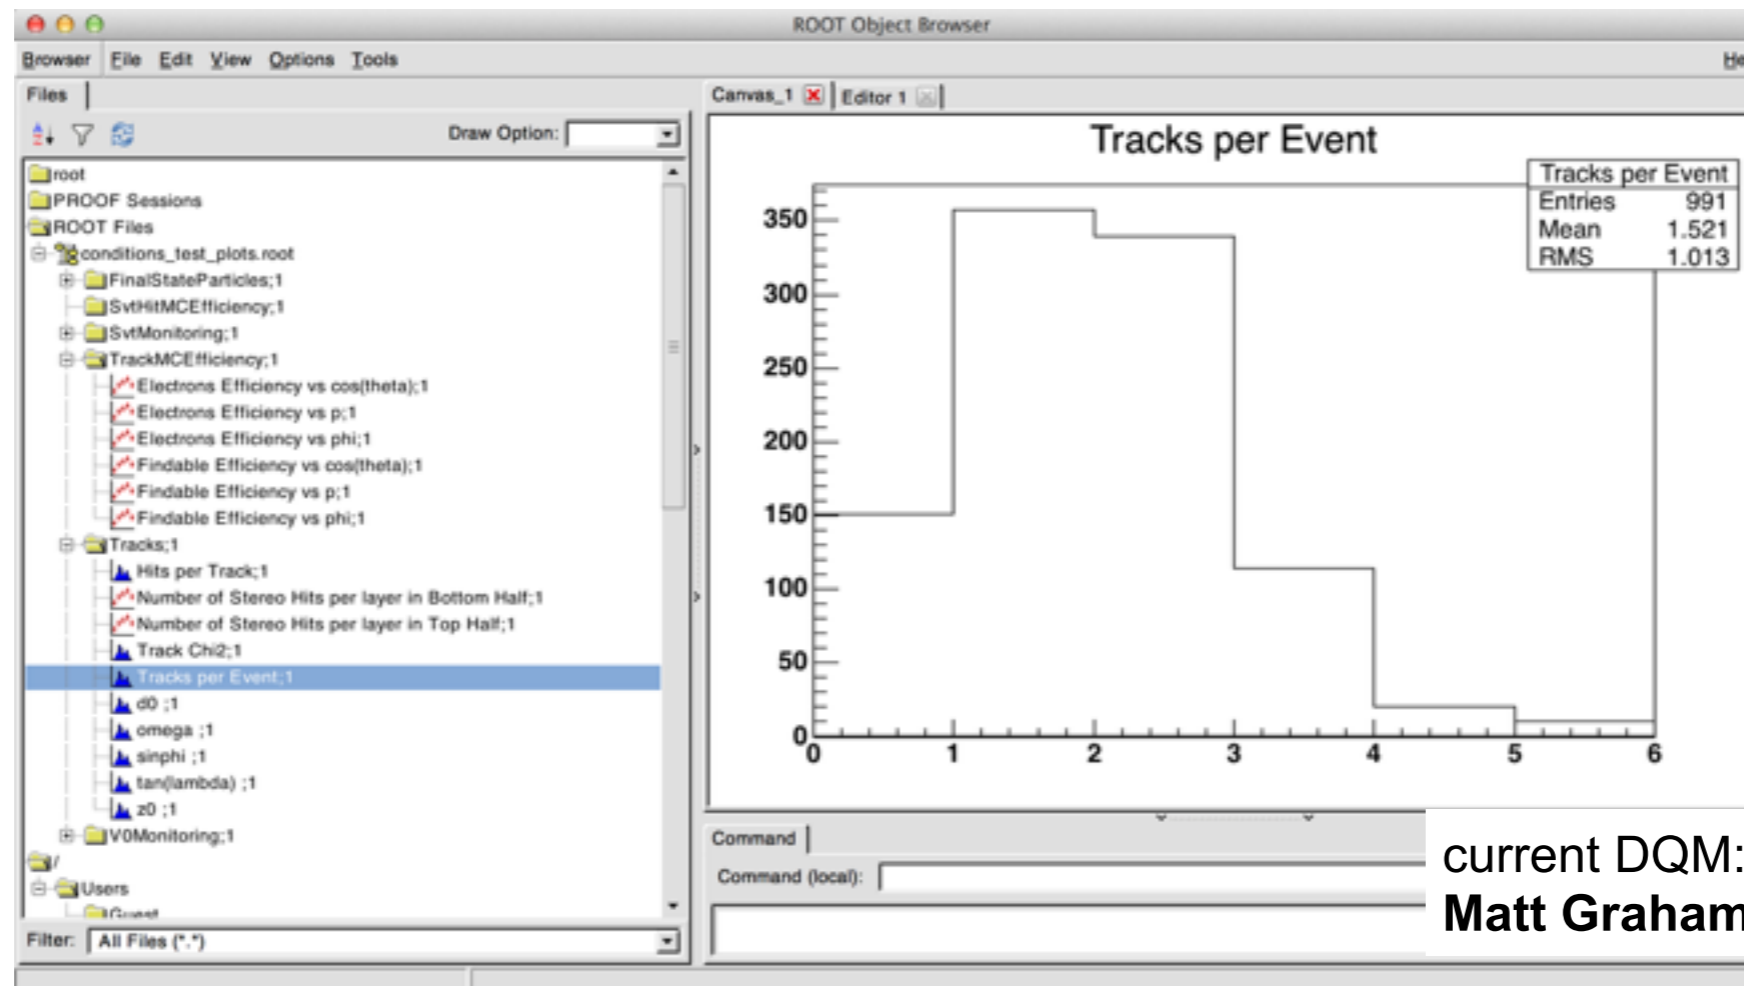 ROOT Object Browser
Browser File Edit View Options Tools
Files
Draw Option:
root
PROOF Sessions
ROOT Files
conditions_test_plots.root
FinalStateParticles;1
SvtHitMCEfficiency;1
SvtMonitoring;1
TrackMCEfficiency;1
Electrons Efficiency vs cos(theta);1
Electrons Efficiency vs p;1
Electrons Efficiency vs phi;1
Findable Efficiency vs cos(theta);1
Findable Efficiency vs p;1
Findable Efficiency vs phi;1
Tracks;1
Hits per Track;1
Number of Stereo Hits per layer in Bottom Half;1
Number of Stereo Hits per layer in Top Half;1
Track Chi2;1
Tracks per Event;1
d0 ;1
omega ;1
sinphi ;1
tan(lambda) ;1
z0 ;1
V0Monitoring;1
/
Users
Guest
Filter: All Files (*.*)
Canvas_1 Editor 1
Tracks per Event
Tracks per Event
Entries 991
Mean 1.521
RMS 1.013
350
300
250
200
150
100
50
0
0 1 2 3 4 5 6
Command
Command (local):
current DQM:
Matt Graham